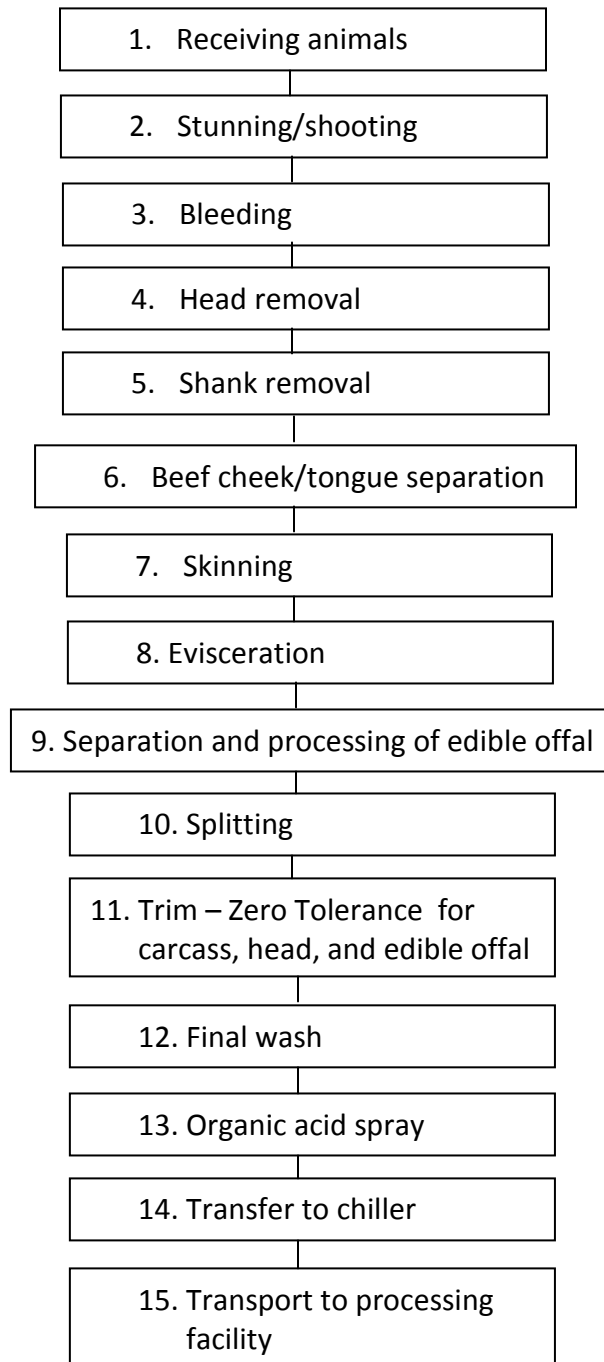 1. Receiving animals
2. Stunning/shooting
3. Bleeding
4. Head removal
5. Shank removal
6. Beef cheek/tongue separation
7. Skinning
8. Evisceration
9. Separation and processing of edible offal
10. Splitting
11. Trim – Zero Tolerance for
carcass, head, and edible offal
12. Final wash
13. Organic acid spray
14. Transfer to chiller
15. Transport to processing
facility